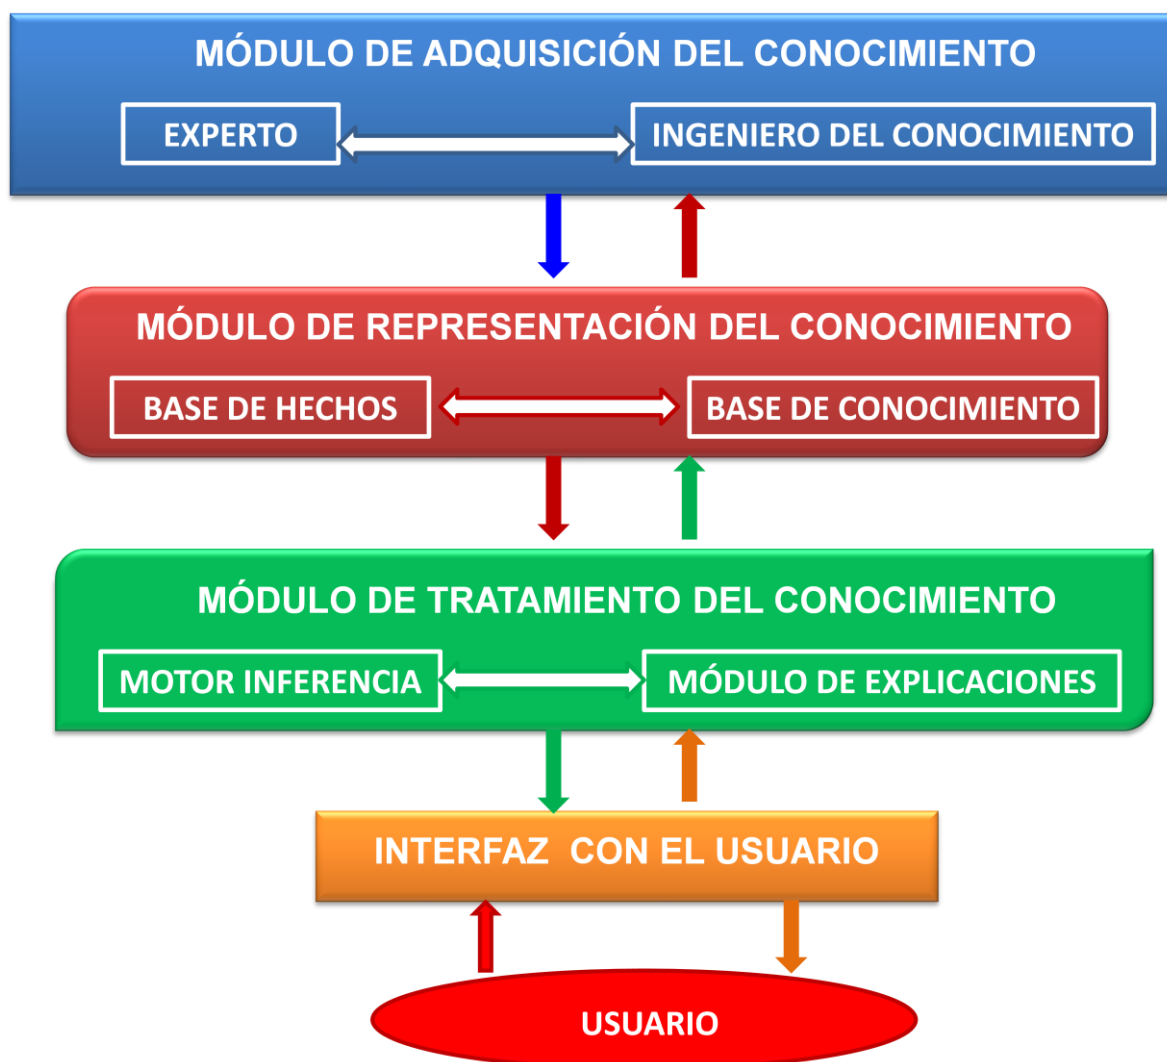 MÓDULO DE ADQUISICIÓN DEL CONOCIMIENTO
EXPERTO
INGENIERO DEL CONOCIMIENTO
MÓDULO DE REPRESENTACIÓN DEL CONOCIMIENTO
BASE DE HECHOS
BASE DE CONOCIMIENTO
MÓDULO DE TRATAMIENTO DEL CONOCIMIENTO
MOTOR INFERENCIA
MÓDULO DE EXPLICACIONES
INTERFAZ CON EL USUARIO
USUARIO